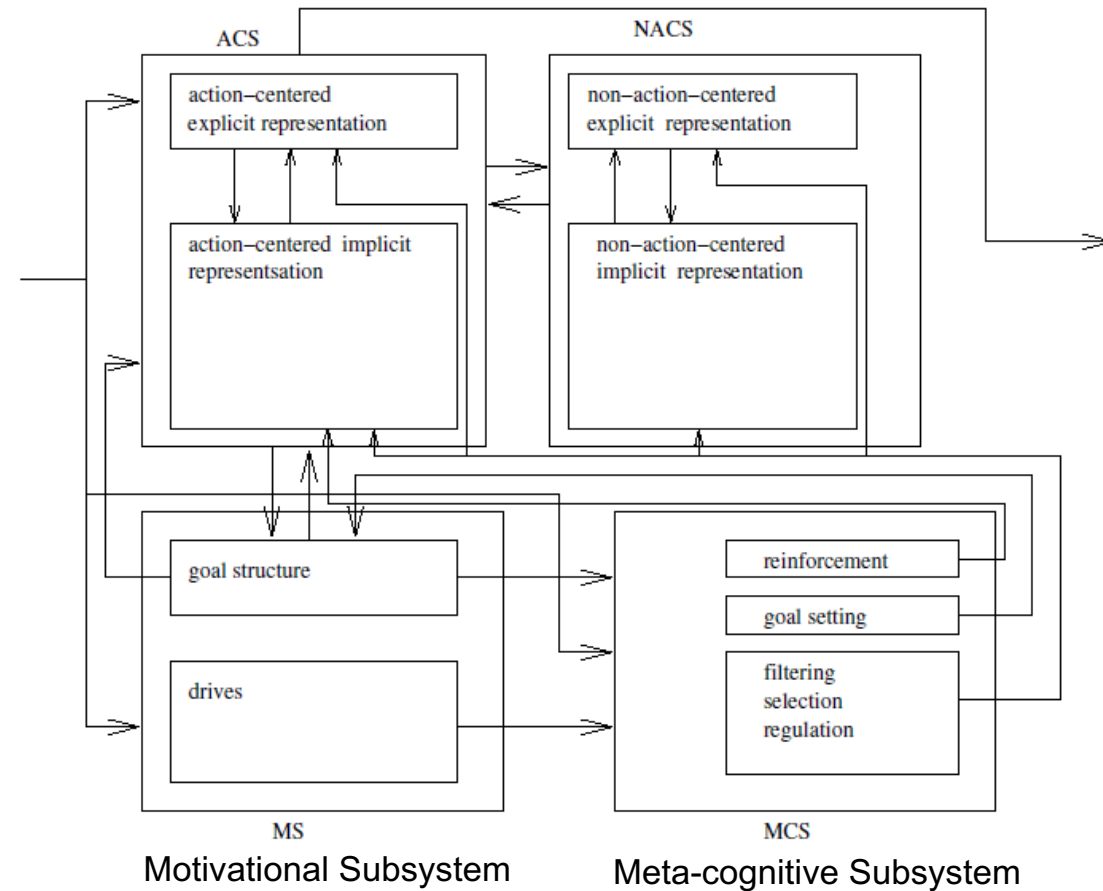 ACS
NACS
action−centered
explicit representation
non−action−centered
explicit representation
action−centered implicit
representsation
non−action−centered
implicit representation
goal structure
drives
reinforcement
goal setting
filtering
selection
regulation
MS
MCS
Motivational Subsystem
Meta-cognitive Subsystem